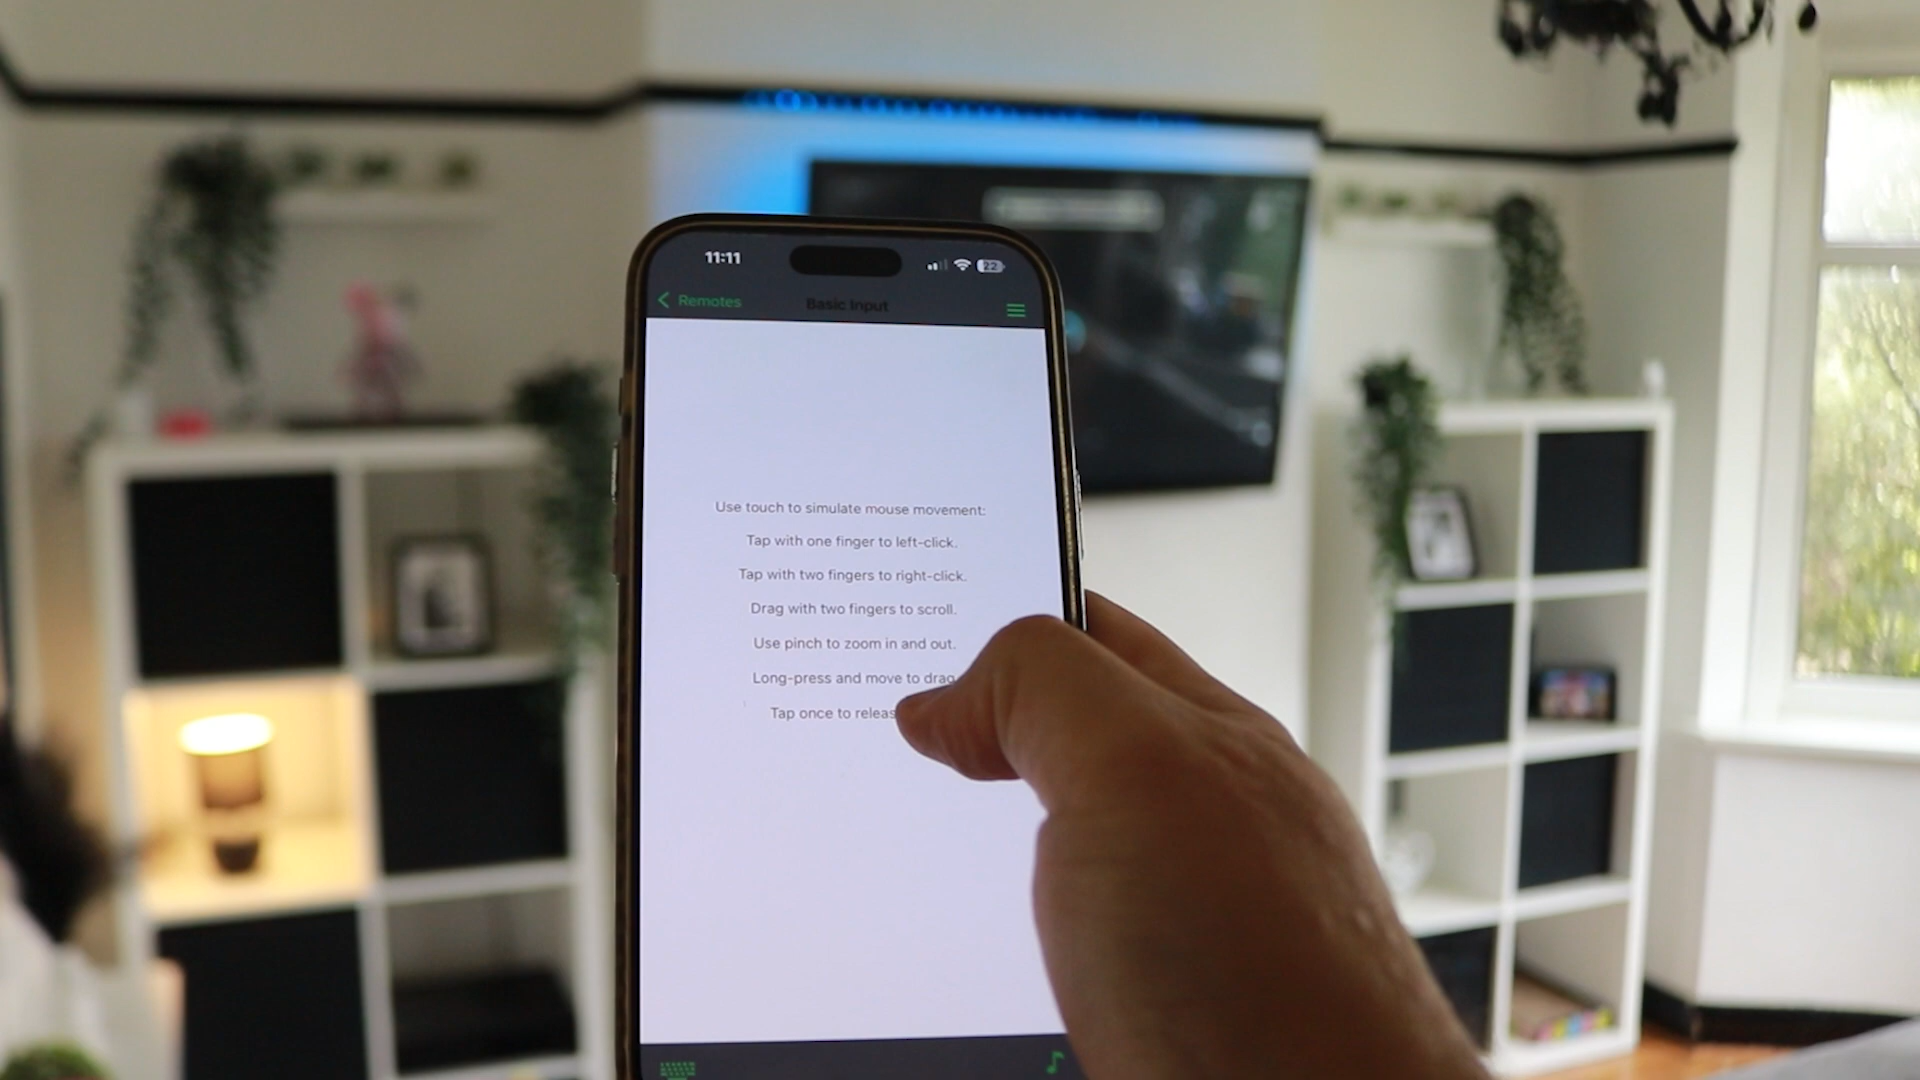 11:11
22
Remotes
Basic Input
Use touch to simulate mouse movement:
Tap with one finger to left-click.
Tap with two fingers to right-click.
Drag with two fingers to scroll.
Use pinch to zoom in and out.
Long-press and move to drag
Tap once to releas